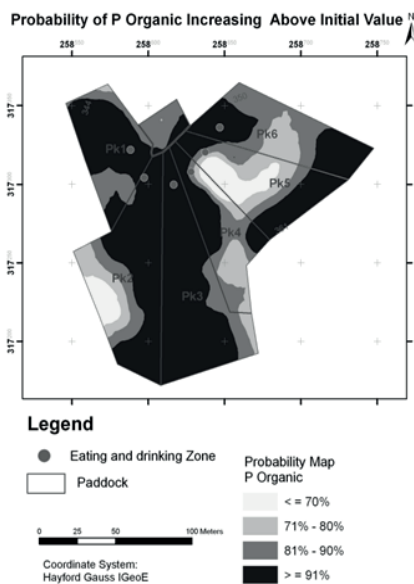 Probability of P Organic Increasing Above Initial Value
N
258
258
258
258
258
317
317
317
317
Pk1
Pk2
Pk3
Pk4
Pk5
Pk6
344
Legend
Eating and drinking Zone
Paddock
0 25 50 100 Meters
Coordinate System:
Hayford Gauss IGeoE
Probability Map
P Organic
< = 70%
71% - 80%
81% - 90%
> = 91%